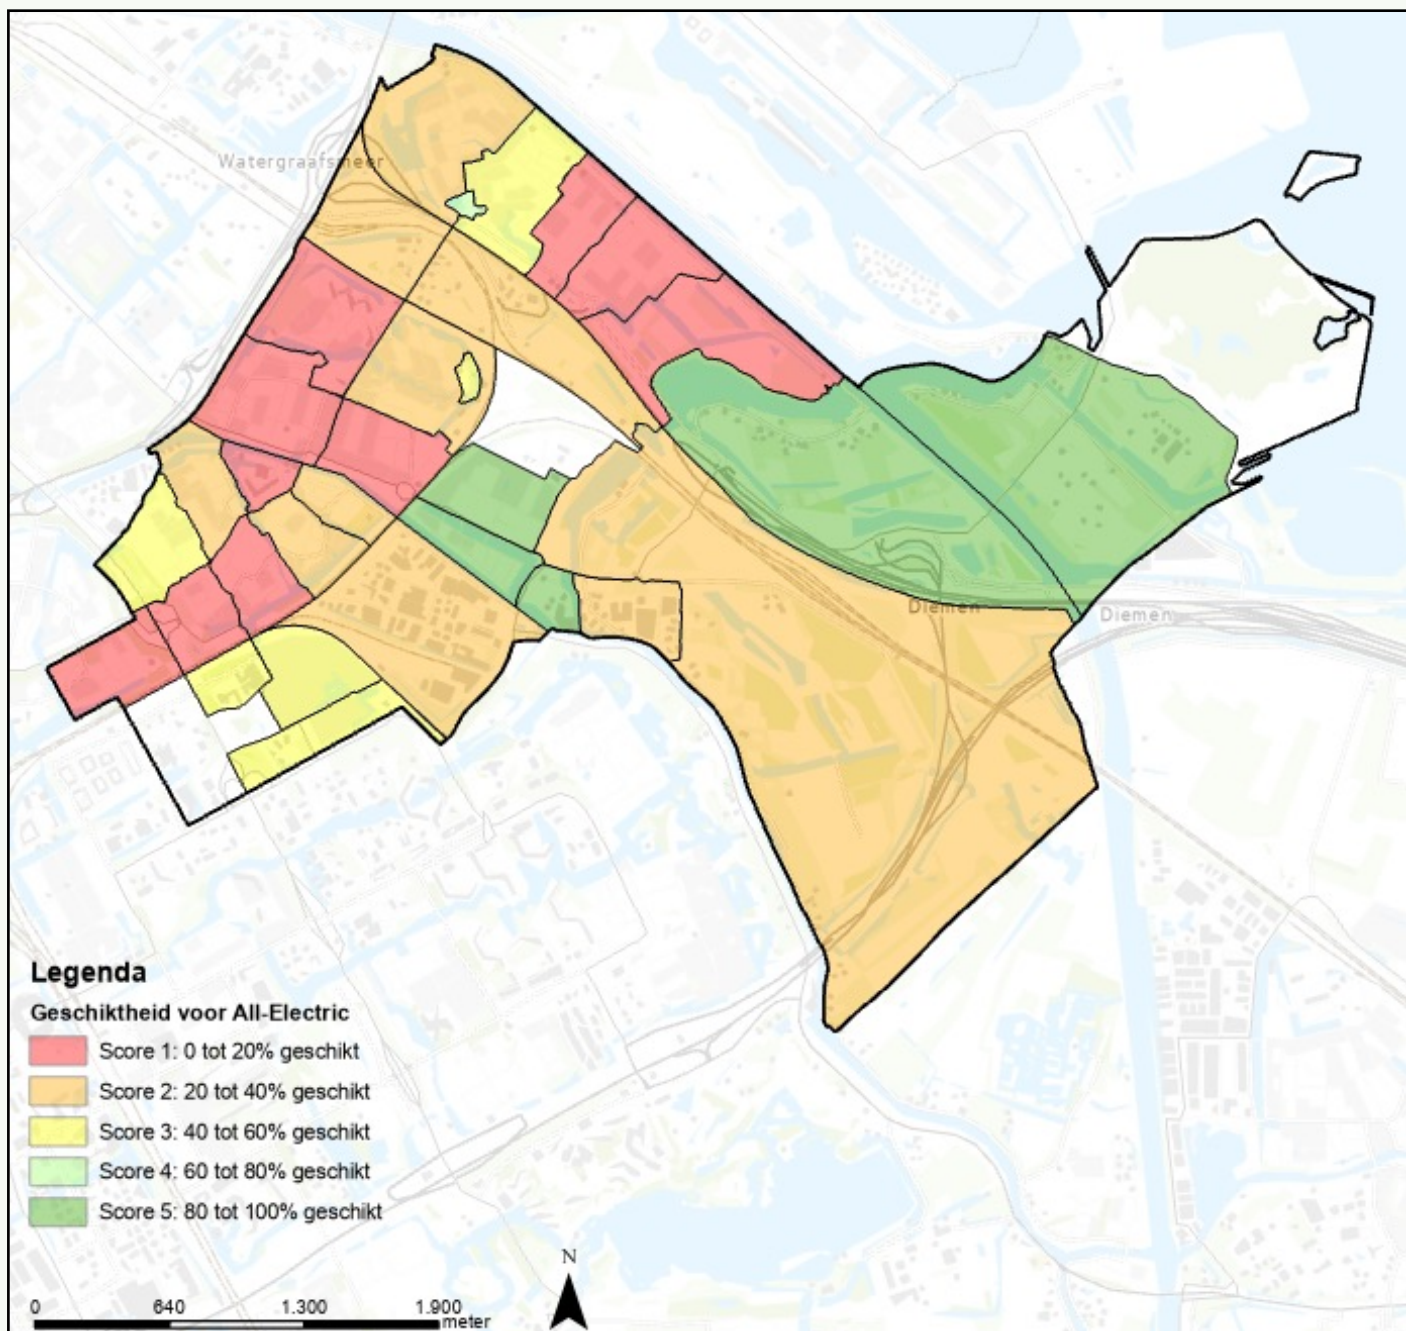 Watergraafsmeer
Diemen
Diemen
Legenda
Geschiktheid voor All-Electric
Score 1: 0 tot 20% geschikt
Score 2: 20 tot 40% geschikt
Score 3: 40 tot 60% geschikt
Score 4: 60 tot 80% geschikt
Score 5: 80 tot 100% geschikt
N
0 640 1.300 1.900
meter